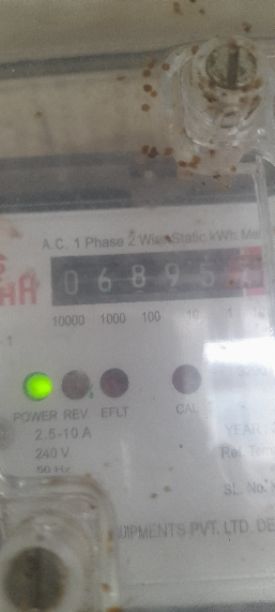 A.C. 1 Phase 2 Wire Static kWh
0 6 8 9 5
10000 1000 100 10 1
POWER REV. EFLT CAL
2.5-10 A
240 V
50 Hz
YEAR
Ref. Tem
SL. No.
UIPMENTS PVT. LTD. DE